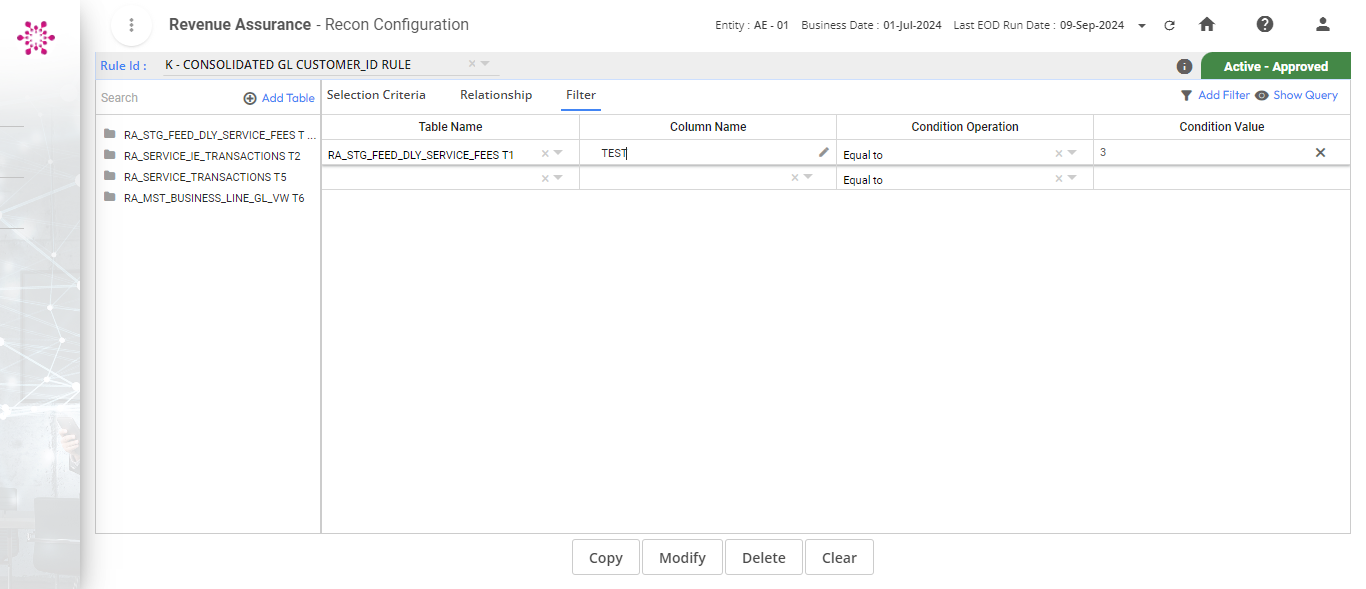 Revenue Assurance - Recon Configuration
Entity : AE - 01 Business Date : 01-Jul-2024 Last EOD Run Date : 09-Sep-2024
Rule Id : K - CONSOLIDATED GL CUSTOMER_ID RULE
Active - Approved
Search Add Table
Selection Criteria Relationship Filter
Add Filter Show Query
RA_STG_FEED_DLY_SERVICE_FEES T ...
RA_SERVICE_IE_TRANSACTIONS T2
RA_SERVICE_TRANSACTIONS T5
RA_MST_BUSINESS_LINE_GL_VW T6
Table Name Column Name Condition Operation Condition Value
RA_STG_FEED_DLY_SERVICE_FEES T1 TEST Equal to 3
Equal to
Copy Modify Delete Clear